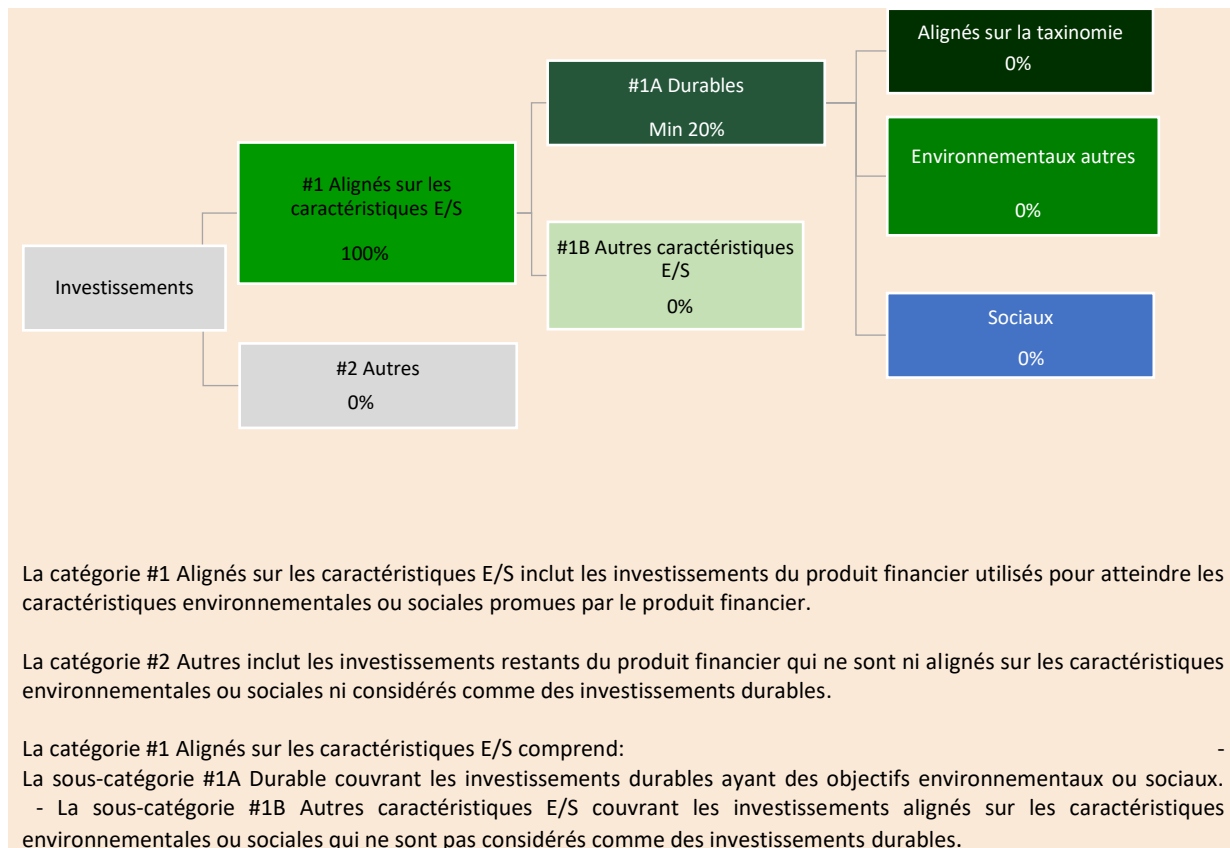 Investissements
#1 Alignés sur les
caractéristiques E/S
100%
#2 Autres
0%
#1A Durables
Min 20%
#1B Autres caractéristiques
E/S
0%
Alignés sur la taxinomie
0%
Environnementaux autres
0%
Sociaux
0%
La catégorie #1 Alignés sur les caractéristiques E/S inclut les investissements du produit financier utilisés pour atteindre les
caractéristiques environnementales ou sociales promues par le produit financier.
La catégorie #2 Autres inclut les investissements restants du produit financier qui ne sont ni alignés sur les caractéristiques
environnementales ou sociales ni considérés comme des investissements durables.
La catégorie #1 Alignés sur les caractéristiques E/S comprend: -
La sous-catégorie #1A Durable couvrant les investissements durables ayant des objectifs environnementaux ou sociaux.
- La sous-catégorie #1B Autres caractéristiques E/S couvrant les investissements alignés sur les caractéristiques
environnementales ou sociales qui ne sont pas considérés comme des investissements durables.